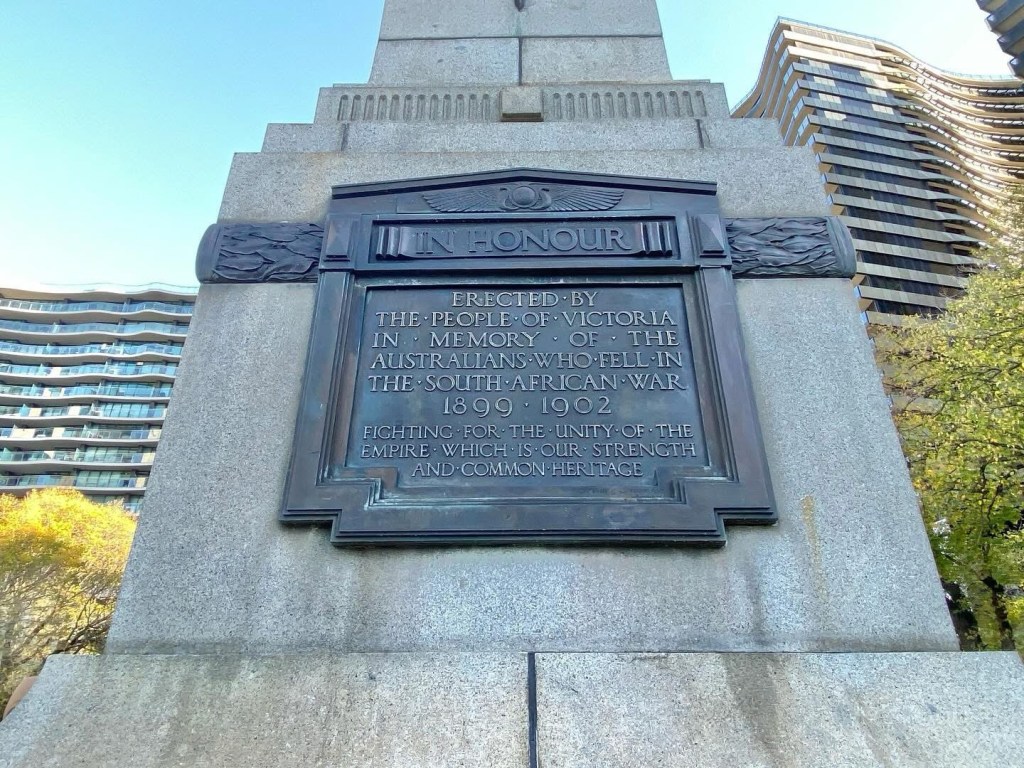 IN HONOUR
ERECTED·BY
THE·PEOPLE·OF·VICTORIA
IN·MEMORY·OF·THE
AUSTRALIANS·WHO·FELL·IN
THE·SOUTH·AFRICAN·WAR
1899·1902
FIGHTING·FOR·THE·UNITY·OF·THE
EMPIRE·WHICH·IS·OUR·STRENGTH
AND·COMMON·HERITAGE